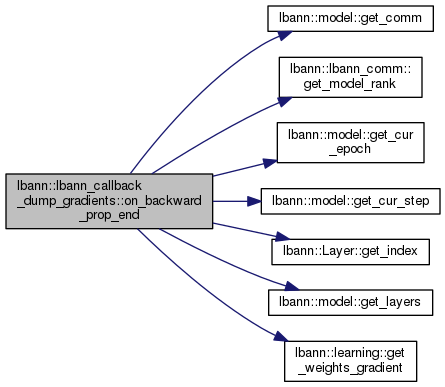 lbann::model::get_comm
lbann::lbann_comm::
get_model_rank
lbann::model::get_cur
_epoch
lbann::lbann_callback
_dump_gradients::on_backward
_prop_end
lbann::model::get_cur_step
lbann::Layer::get_index
lbann::model::get_layers
lbann::learning::get
_weights_gradient